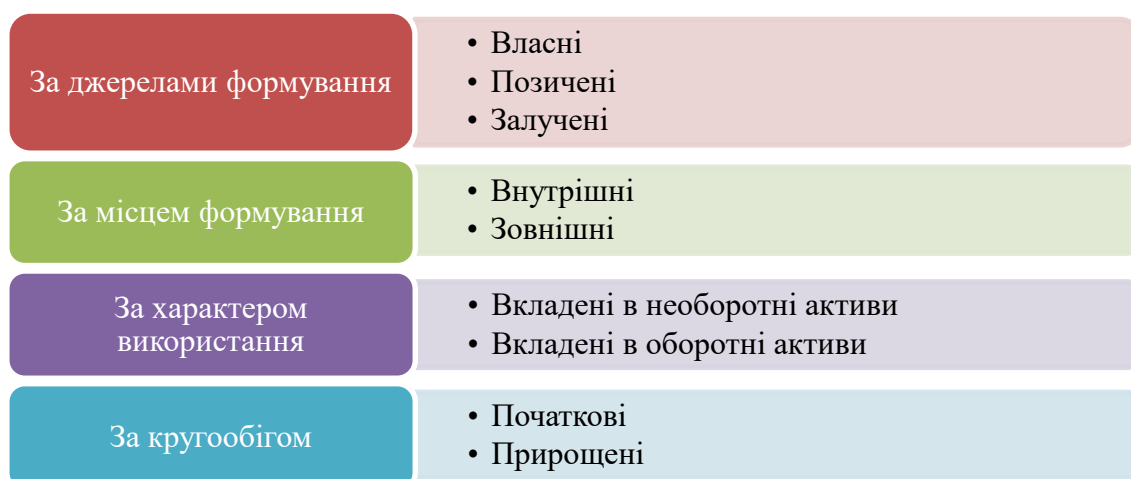 За джерелами формування
• Власні
• Позичені
• Залучені
За місцем формування
• Внутрішні
• Зовнішні
За характером
використання
• Вкладені в необоротні активи
• Вкладені в оборотні активи
За кругообігом
• Початкові
• Прирощені